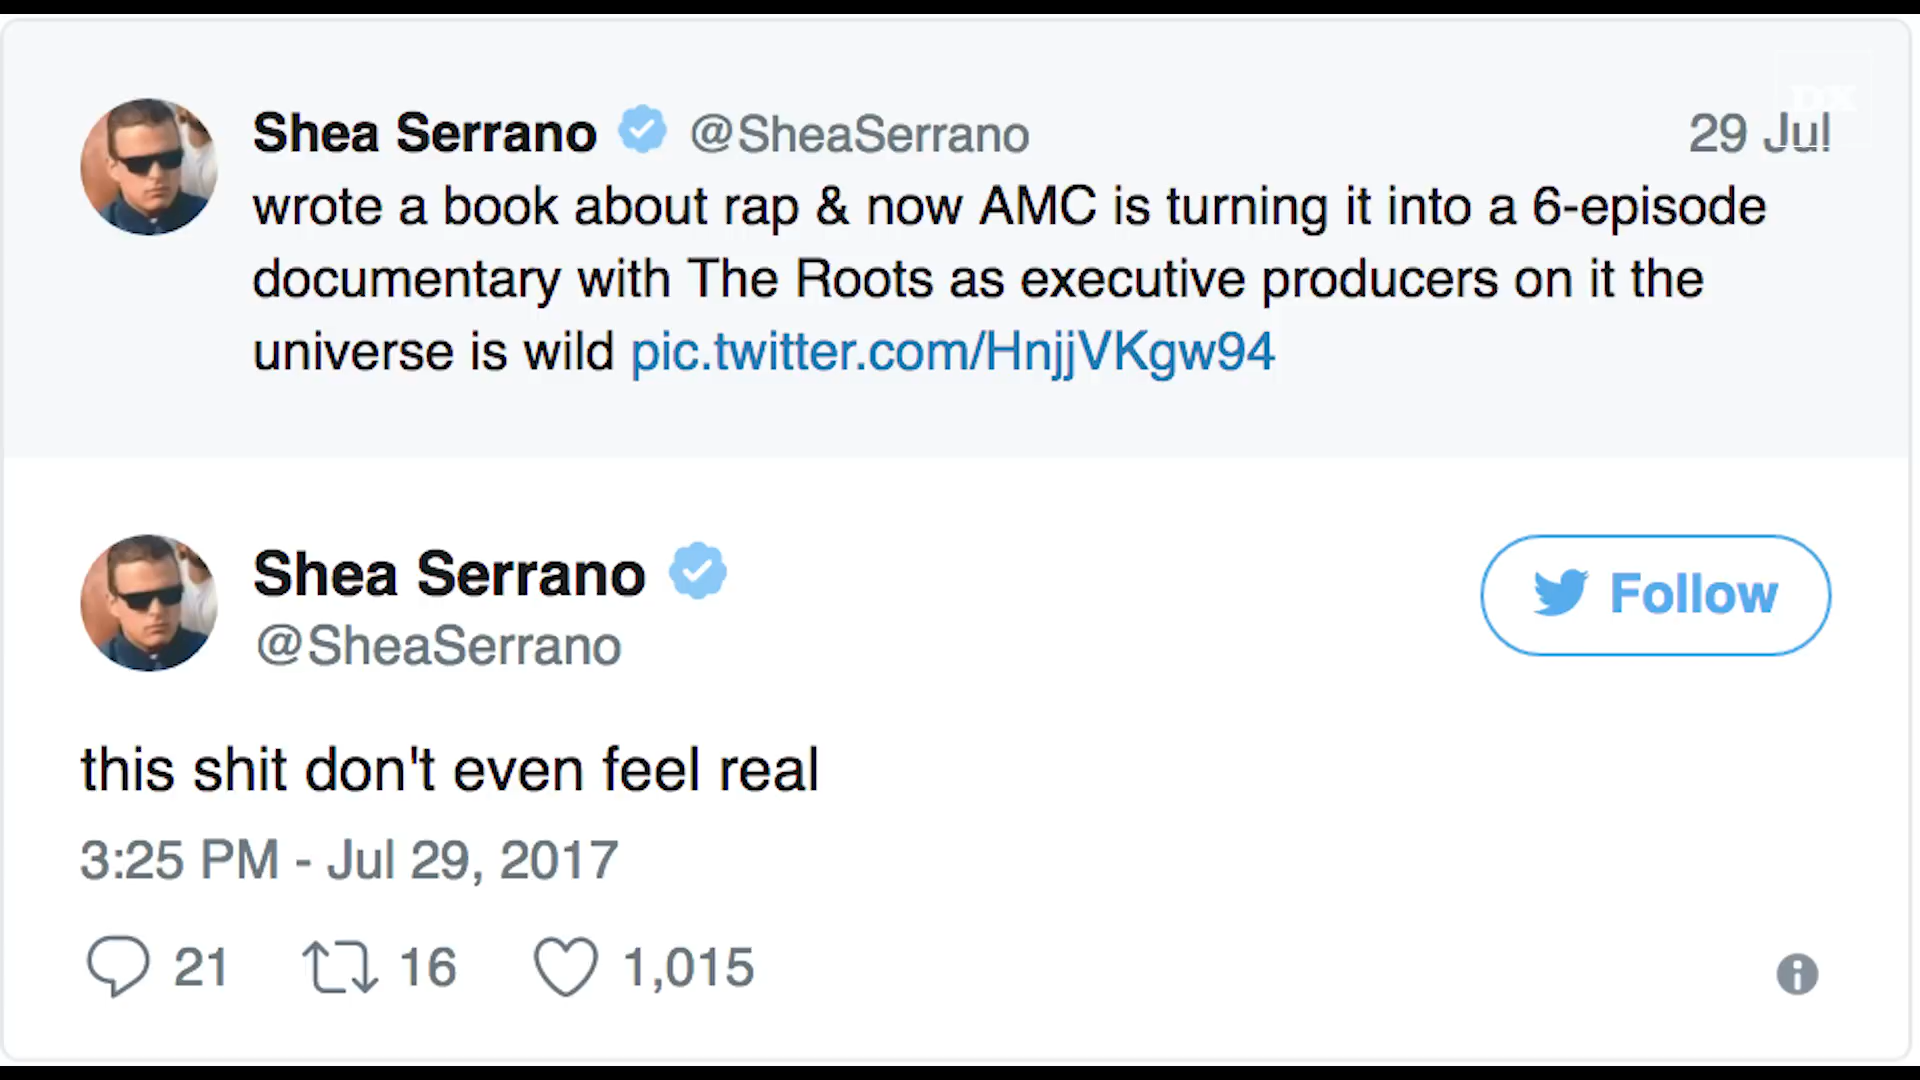 DX
Shea Serrano @SheaSerrano 29 Jul
wrote a book about rap & now AMC is turning it into a 6-episode
documentary with The Roots as executive producers on it the
universe is wild pic.twitter.com/HnjjVKgw94
Shea Serrano
@SheaSerrano
Follow
this shit don't even feel real
3:25 PM - Jul 29, 2017
21 16 1,015